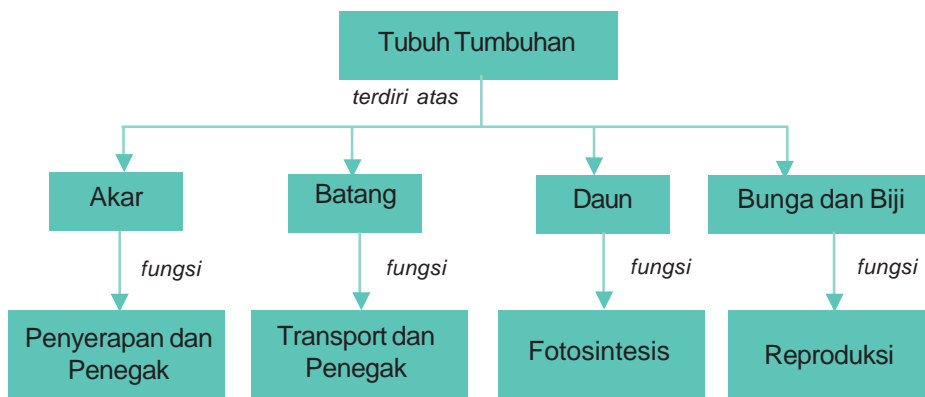 Tubuh Tumbuhan
terdiri atas
Akar
Batang
Daun
Bunga dan Biji
fungsi
fungsi
fungsi
fungsi
Penyerapan dan
Penegak
Transport dan
Penegak
Fotosintesis
Reproduksi